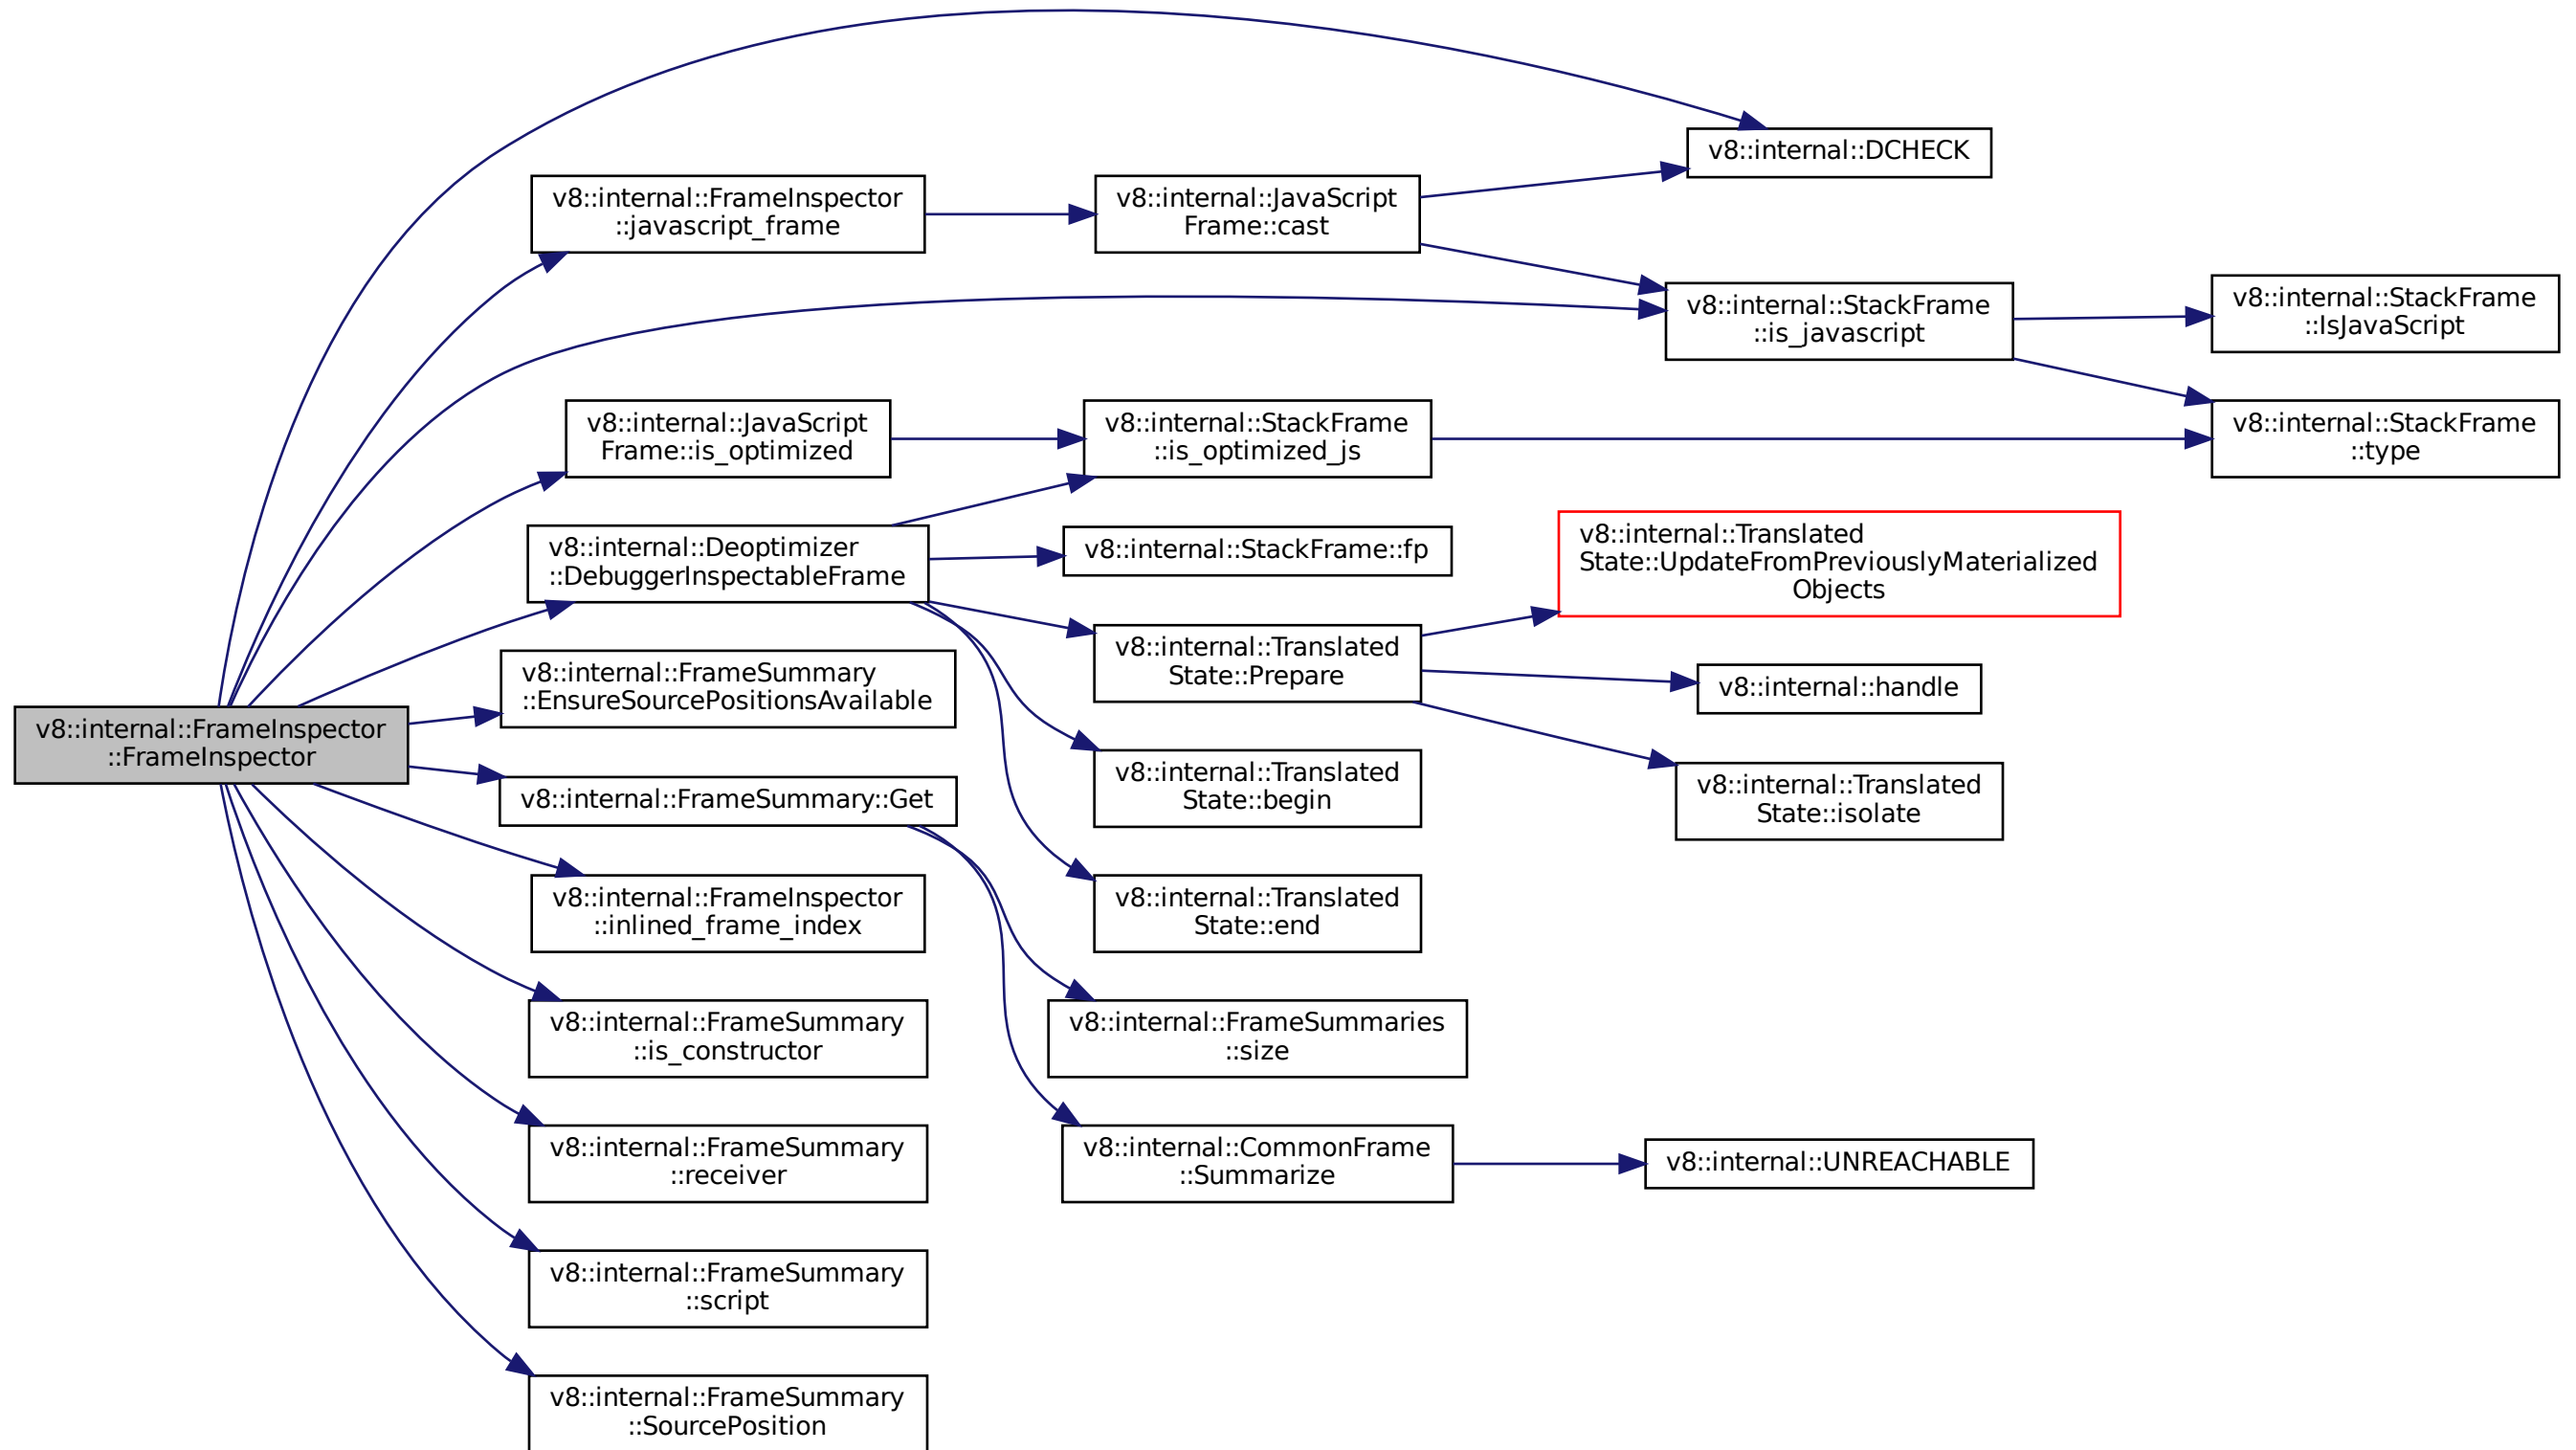 v8::internal::DCHECK
v8::internal::FrameInspector
::javascript_frame
v8::internal::JavaScript
Frame::cast
v8::internal::StackFrame
::is_javascript
v8::internal::StackFrame
::IsJavaScript
v8::internal::JavaScript
Frame::is_optimized
v8::internal::StackFrame
::is_optimized_js
v8::internal::StackFrame
::type
v8::internal::Deoptimizer
::DebuggerInspectableFrame
v8::internal::StackFrame::fp
v8::internal::Translated
State::UpdateFromPreviouslyMaterialized
Objects
v8::internal::FrameSummary
::EnsureSourcePositionsAvailable
v8::internal::Translated
State::Prepare
v8::internal::handle
v8::internal::FrameInspector
::FrameInspector
v8::internal::FrameSummary::Get
v8::internal::Translated
State::begin
v8::internal::Translated
State::isolate
v8::internal::FrameInspector
::inlined_frame_index
v8::internal::Translated
State::end
v8::internal::FrameSummary
::is_constructor
v8::internal::FrameSummaries
::size
v8::internal::FrameSummary
::receiver
v8::internal::CommonFrame
::Summarize
v8::internal::UNREACHABLE
v8::internal::FrameSummary
::script
v8::internal::FrameSummary
::SourcePosition